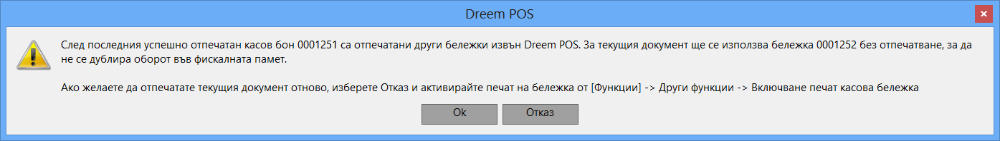 Dreem POS
След последния успешно отпечатан касов бон 0001251 са отпечатани други бележки извън Dreem POS. За текущия документ ще се използва бележка 0001252 без отпечатване, за да
не се дублира оборот във фискалната памет.
Ако желаете да отпечатате текущия документ отново, изберете Отказ и активирайте печат на бележка от [Функции] -> Други функции -> Включване печат касова бележка
Ok
Отказ